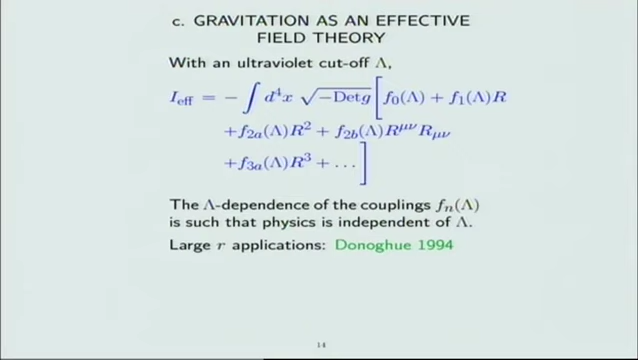 c. GRAVITATION AS AN EFFECTIVE
FIELD THEORY
With an ultraviolet cut-off Λ,
I_eff = − ∫ d⁴x √−Detg [ f₀(Λ) + f₁(Λ)R
+f₂ₐ(Λ)R² + f_2b(Λ)R^μν R_μν
+f₃ₐ(Λ)R³ + . . . ]
The Λ-dependence of the couplings fₙ(Λ)
is such that physics is independent of Λ.
Large r applications: Donoghue 1994
14